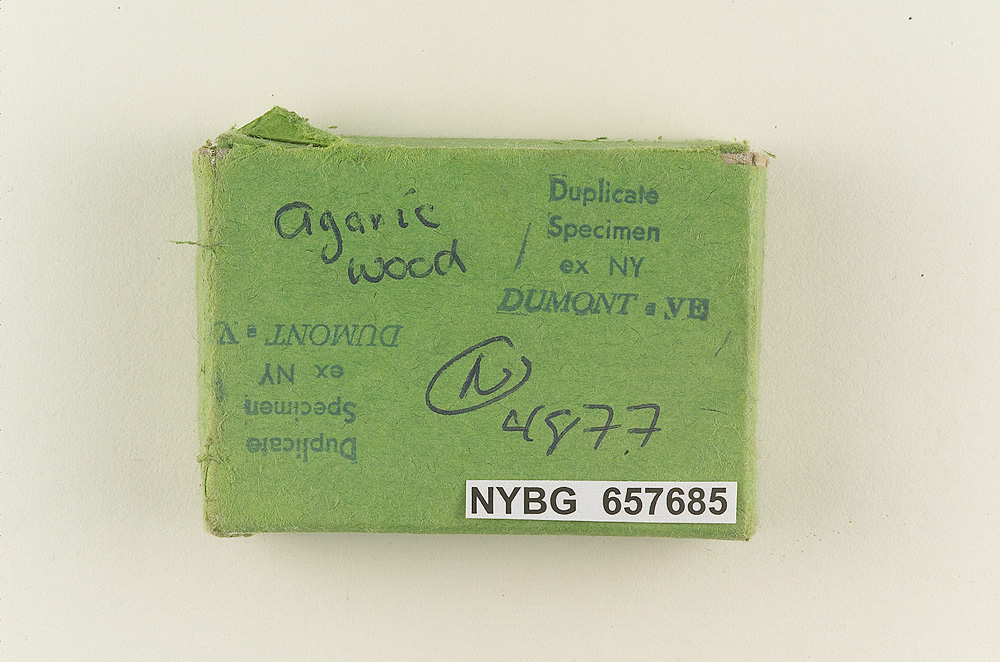 agaric
wood
Duplicate
Specimen
ex NY
DUMONT - VE
DUMONT - V
ex NY
Specimen
Duplicate
N
4877
NYBG 657685